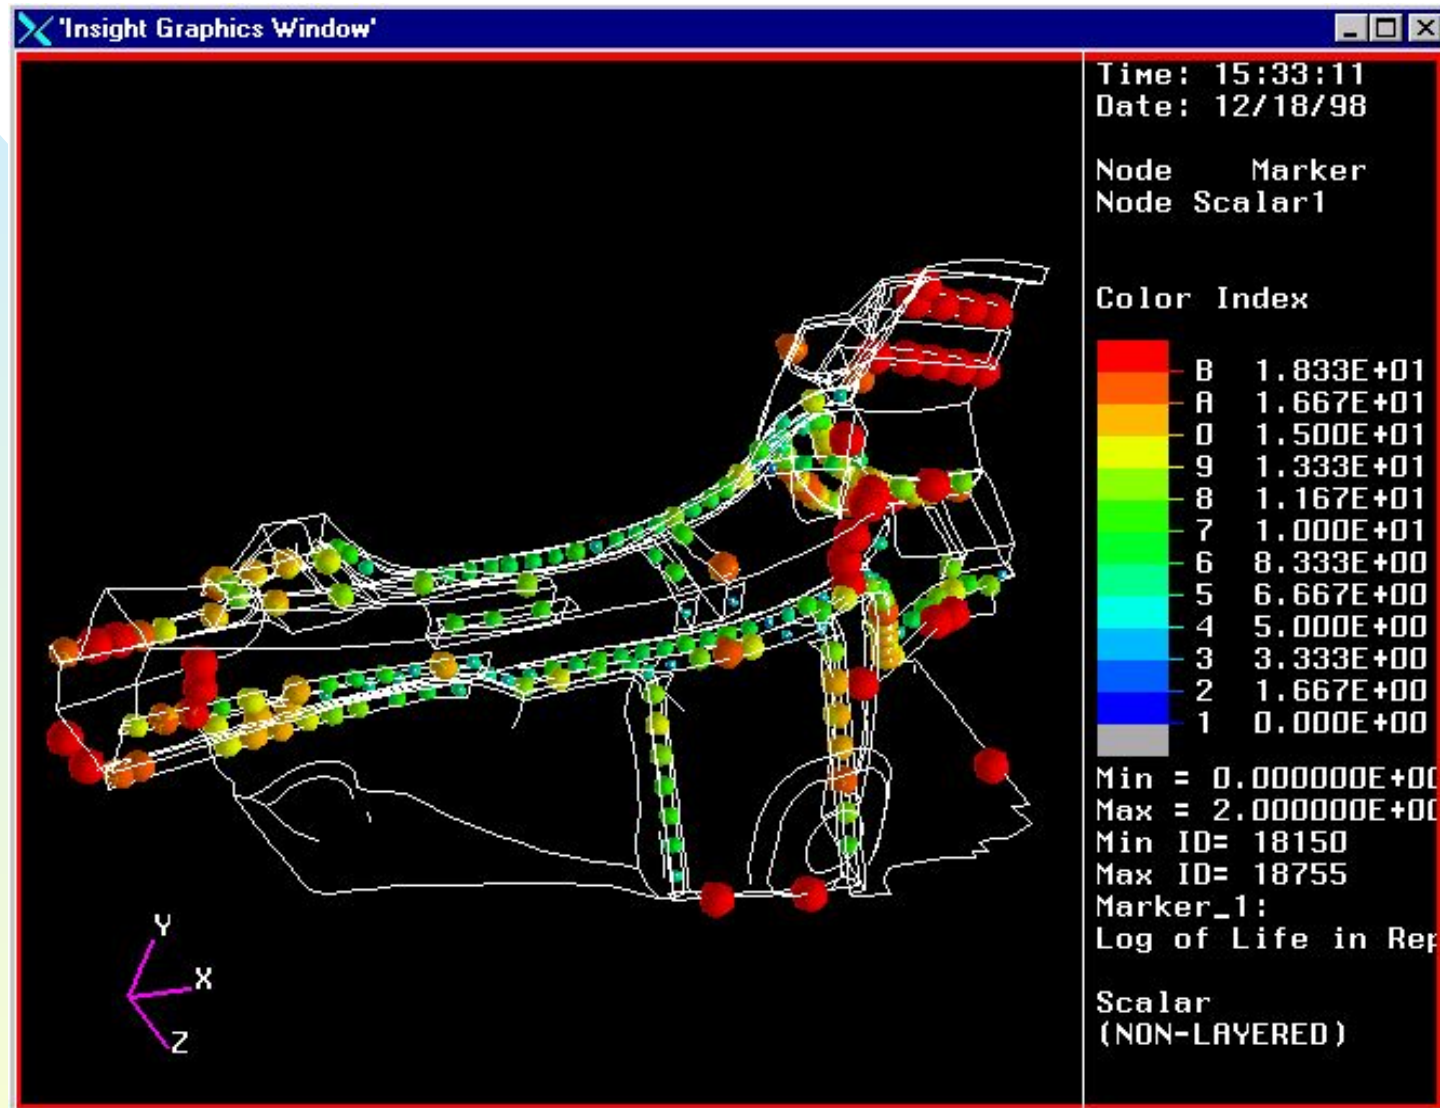 'Insight Graphics Window'
Time: 15:33:11
Date: 12/18/98
Node Marker
Node Scalar1
Color Index
B 1.833E+01
A 1.667E+01
0 1.500E+01
9 1.333E+01
8 1.167E+01
7 1.000E+01
6 8.333E+00
5 6.667E+00
4 5.000E+00
3 3.333E+00
2 1.667E+00
1 0.000E+00
Min = 0.000000E+00
Max = 2.000000E+00
Min ID= 18150
Max ID= 18755
Marker_1:
Log of Life in Rep
Scalar
(NON-LAYERED)
Y
X
Z